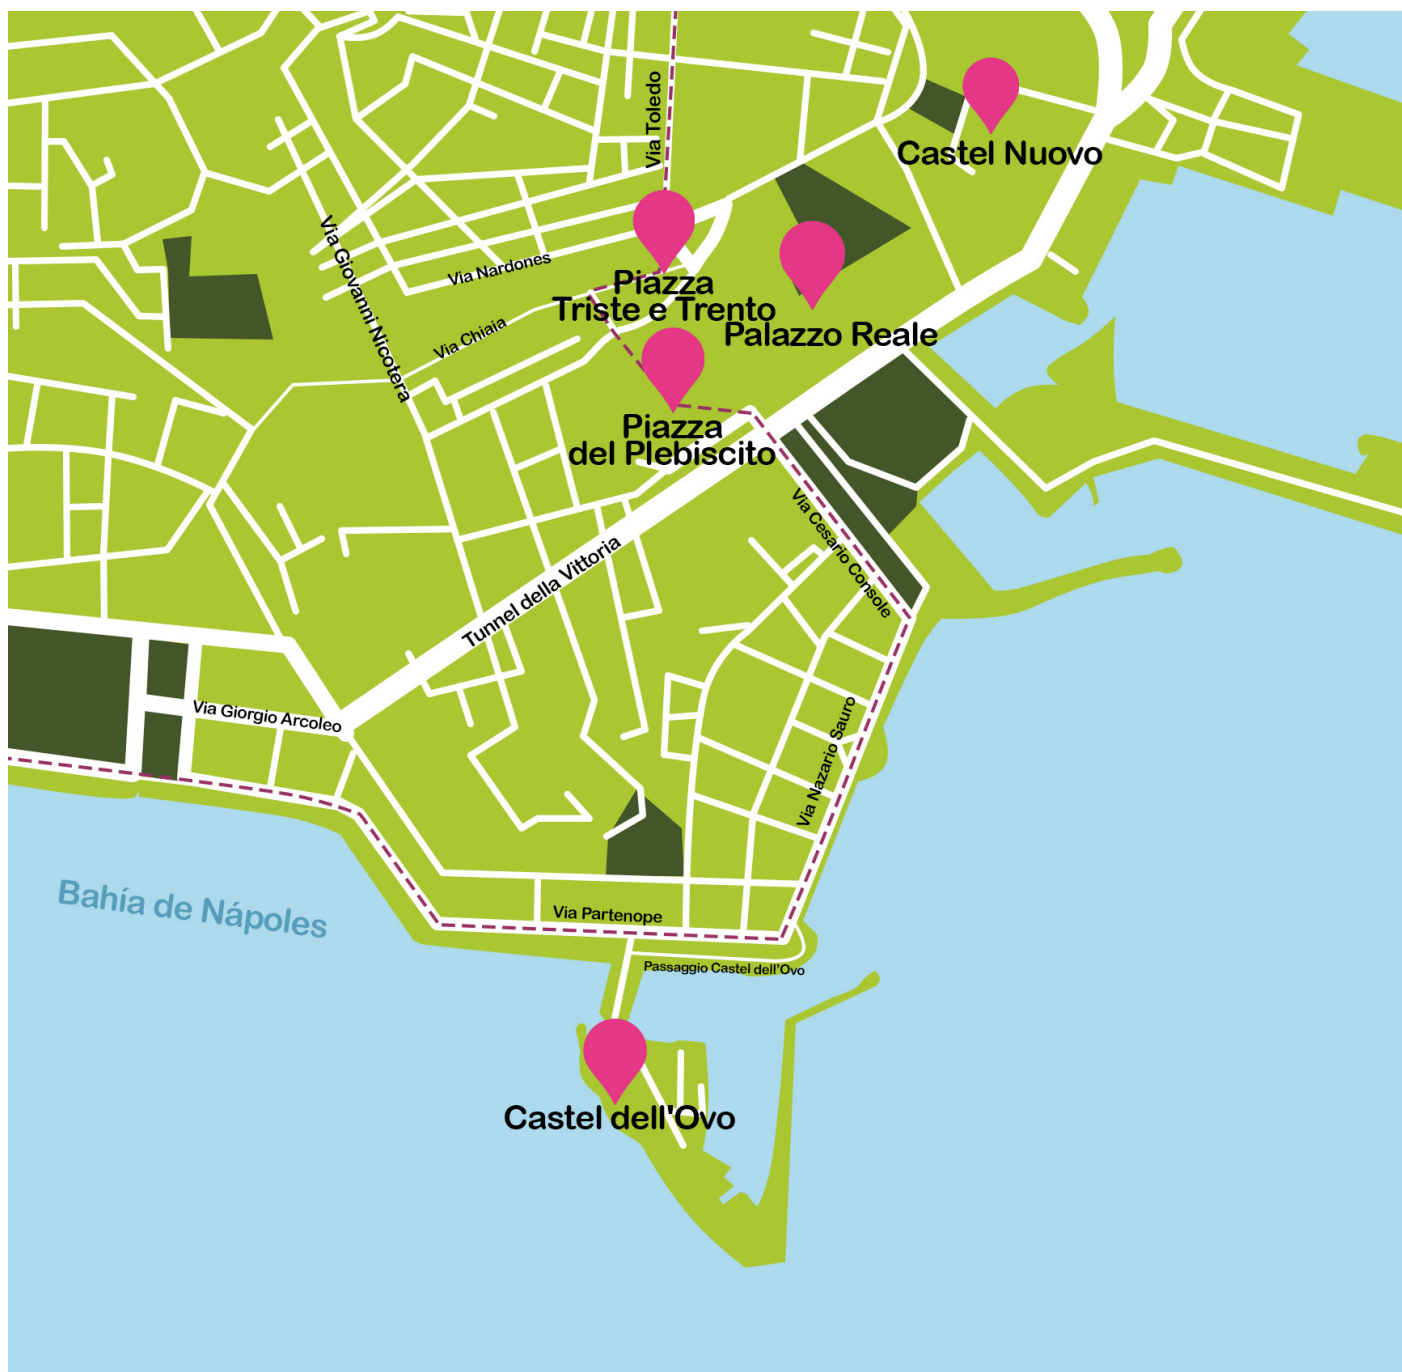 Via Toledo
Castel Nuovo
Via Giovanni Nicotera
Via Nardones
Piazza
Triste e Trento
Palazzo Reale
Via Chiaia
Piazza
del Plebiscito
Via Cesario Console
Tunnel della Vittoria
Via Giorgio Arcoleo
Via Nazario Sauro
Bahía de Nápoles
Via Partenope
Passaggio Castel dell'Ovo
Castel dell'Ovo